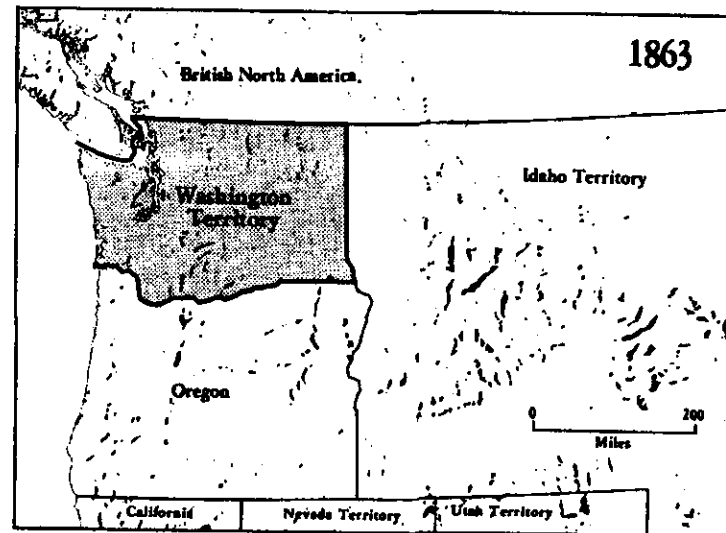 1863
British North America
Idaho Territory
Washington
Territory
Oregon
0 200
Miles
California
Nevada Territory
Utah Territory